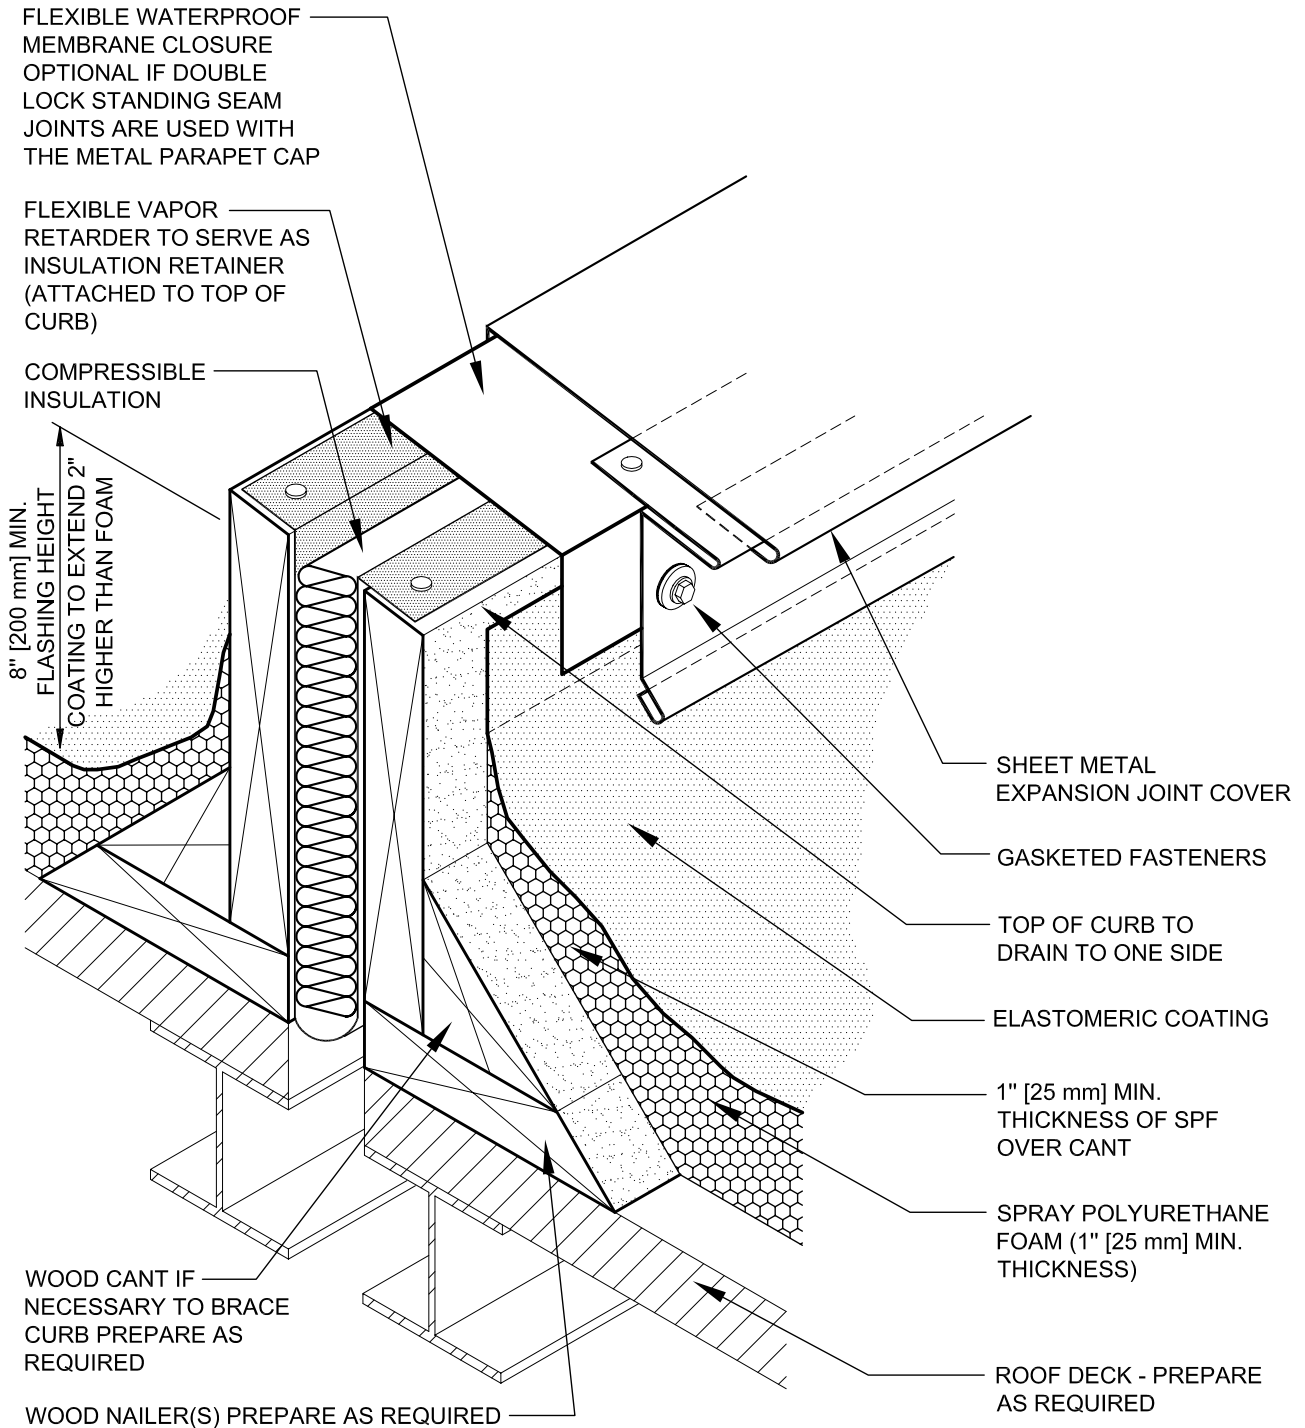 FLEXIBLE WATERPROOF
MEMBRANE CLOSURE
OPTIONAL IF DOUBLE
LOCK STANDING SEAM
JOINTS ARE USED WITH
THE METAL PARAPET CAP
FLEXIBLE VAPOR
RETARDER TO SERVE AS
INSULATION RETAINER
(ATTACHED TO TOP OF
CURB)
COMPRESSIBLE
INSULATION
8" [200 mm] MIN.
FLASHING HEIGHT
COATING TO EXTEND 2"
HIGHER THAN FOAM
SHEET METAL
EXPANSION JOINT COVER
GASKETED FASTENERS
TOP OF CURB TO
DRAIN TO ONE SIDE
ELASTOMERIC COATING
1" [25 mm] MIN.
THICKNESS OF SPF
OVER CANT
SPRAY POLYURETHANE
FOAM (1" [25 mm] MIN.
THICKNESS)
WOOD CANT IF
NECESSARY TO BRACE
CURB PREPARE AS
REQUIRED
ROOF DECK - PREPARE
AS REQUIRED
WOOD NAILER(S) PREPARE AS REQUIRED